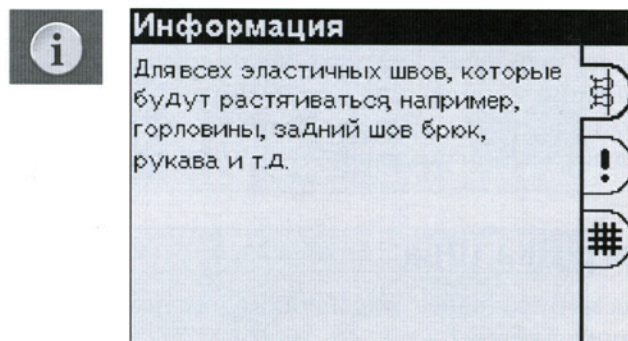 i
Информация
Для всех эластичных швов, которые
будут растягиваться, например,
горловины, задний шов брюк,
рукава и т.д.
!